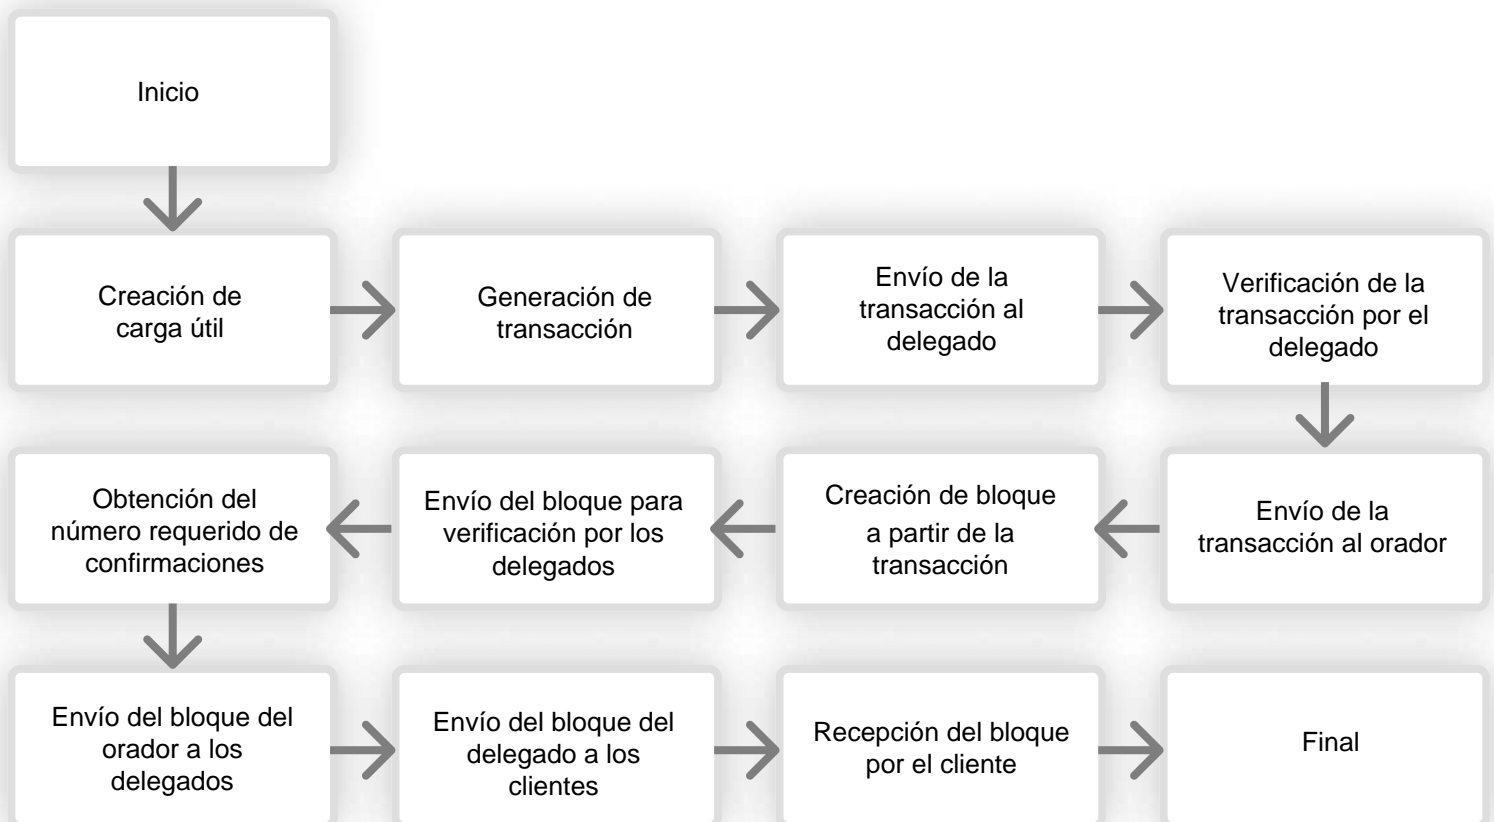 Inicio
Creación de
carga útil
Generación de
transacción
Envío de la
transacción al
delegado
Verificación de la
transacción por el
delegado
Envío de la
transacción al orador
Creación de bloque
a partir de la
transacción
Envío del bloque para
verificación por los
delegados
Obtención del
número requerido de
confirmaciones
Envío del bloque del
orador a los
delegados
Envío del bloque del
delegado a los
clientes
Recepción del bloque
por el cliente
Final